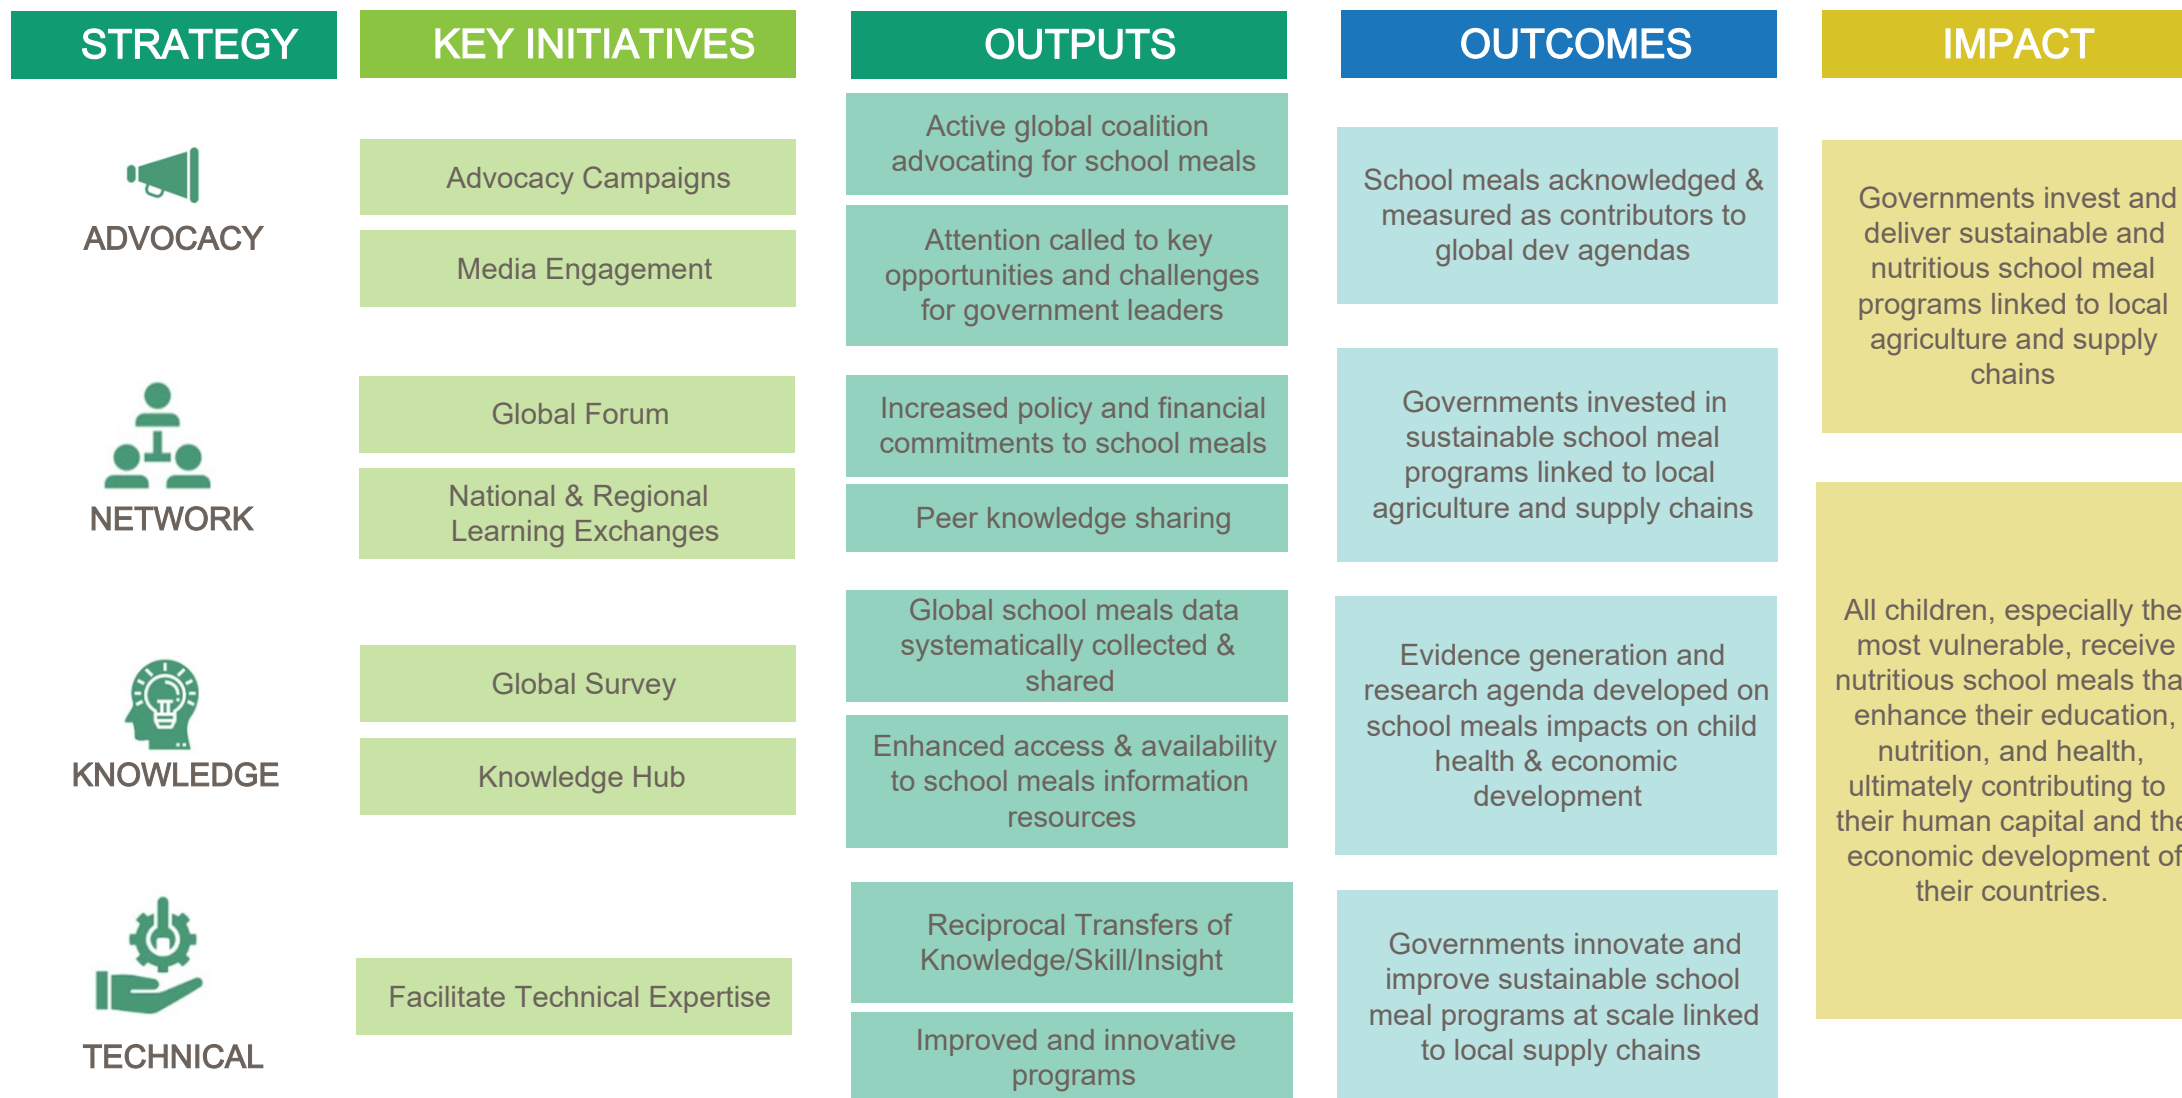 STRATEGY
KEY INITIATIVES
OUTPUTS
OUTCOMES
IMPACT
ADVOCACY
Advocacy Campaigns
Media Engagement
Active global coalition
advocating for school meals
Attention called to key
opportunities and challenges
for government leaders
School meals acknowledged &
measured as contributors to
global dev agendas
Governments invest and
deliver sustainable and
nutritious school meal
programs linked to local
agriculture and supply
chains
NETWORK
Global Forum
National & Regional
Learning Exchanges
Increased policy and financial
commitments to school meals
Peer knowledge sharing
Governments invested in
sustainable school meal
programs linked to local
agriculture and supply chains
KNOWLEDGE
Global Survey
Knowledge Hub
Global school meals data
systematically collected &
shared
Enhanced access & availability
to school meals information
resources
Evidence generation and
research agenda developed on
school meals impacts on child
health & economic
development
All children, especially the
most vulnerable, receive
nutritious school meals tha
enhance their education,
nutrition, and health,
ultimately contributing to
their human capital and the
economic development of
their countries.
TECHNICAL
Facilitate Technical Expertise
Reciprocal Transfers of
Knowledge/Skill/Insight
Improved and innovative
programs
Governments innovate and
improve sustainable school
meal programs at scale linked
to local supply chains